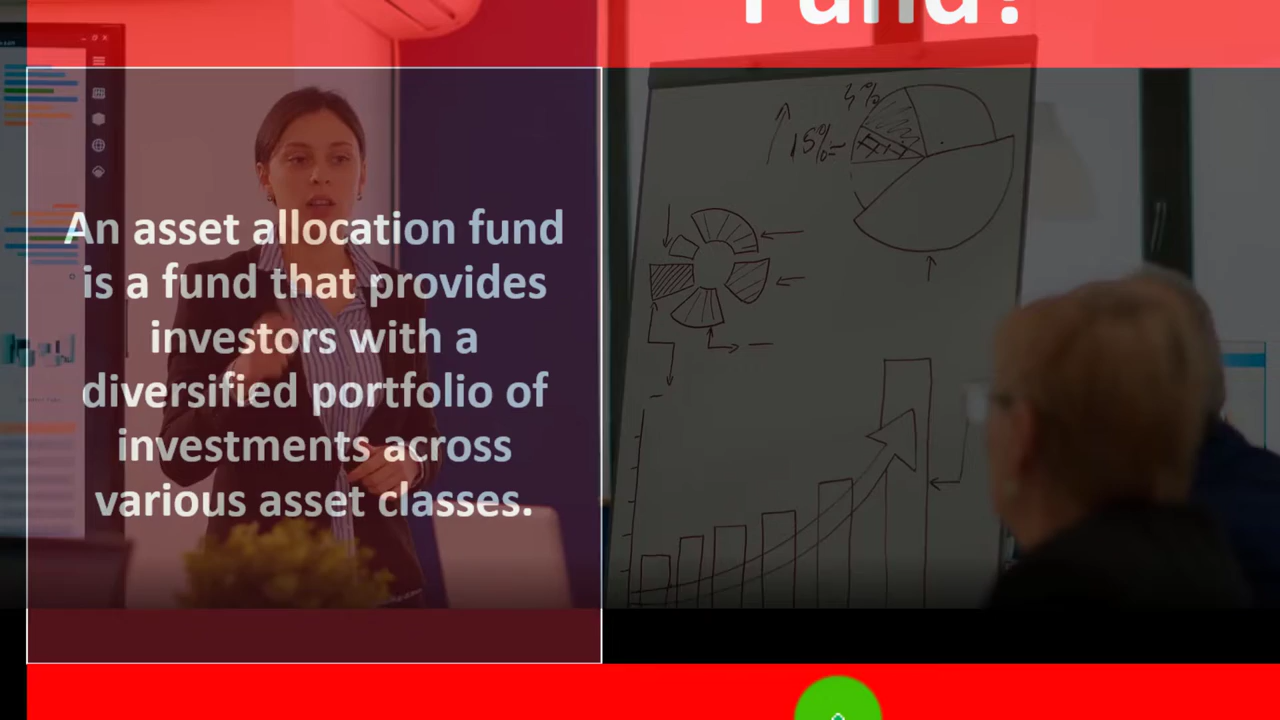 Fund?
15%
An asset allocation fund
is a fund that provides
investors with a
diversified portfolio of
investments across
various asset classes.